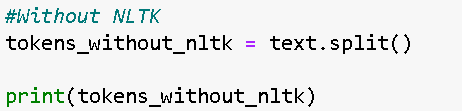 #Without NLTK
tokens_without_nltk = text.split()
print(tokens_without_nltk)